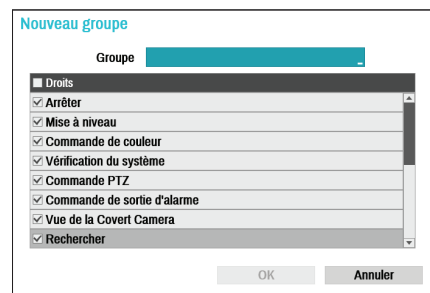 Nouveau groupe
Groupe
Droits
Arrêter
Mise à niveau
Commande de couleur
Vérification du système
Commande PTZ
Commande de sortie d'alarme
Vue de la Covert Camera
Rechercher
OK Annuler